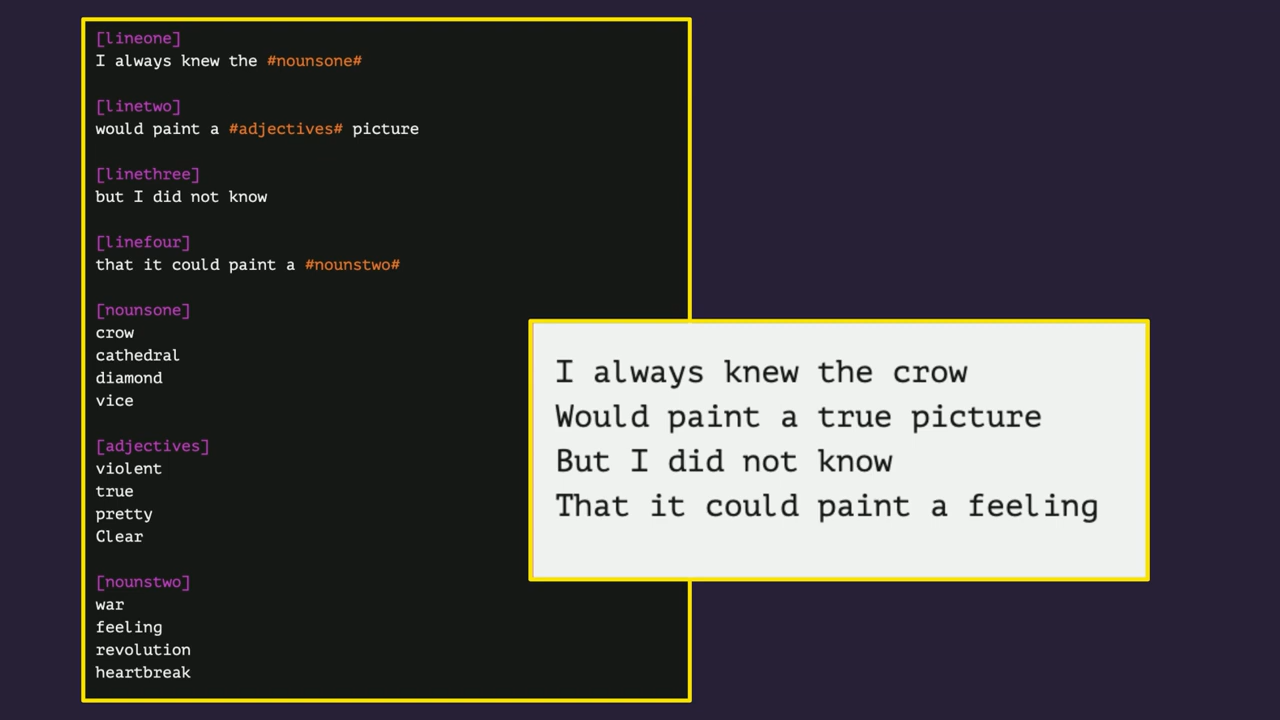 [lineone]
I always knew the #nounsone#
[linetwo]
would paint a #adjectives# picture
[linethree]
but I did not know
[linefour]
that it could paint a #nounstwo#
[nounsone]
crow
cathedral
diamond
vice
[adjectives]
violent
true
pretty
Clear
[nounstwo]
war
feeling
revolution
heartbreak
I always knew the crow
Would paint a true picture
But I did not know
That it could paint a feeling